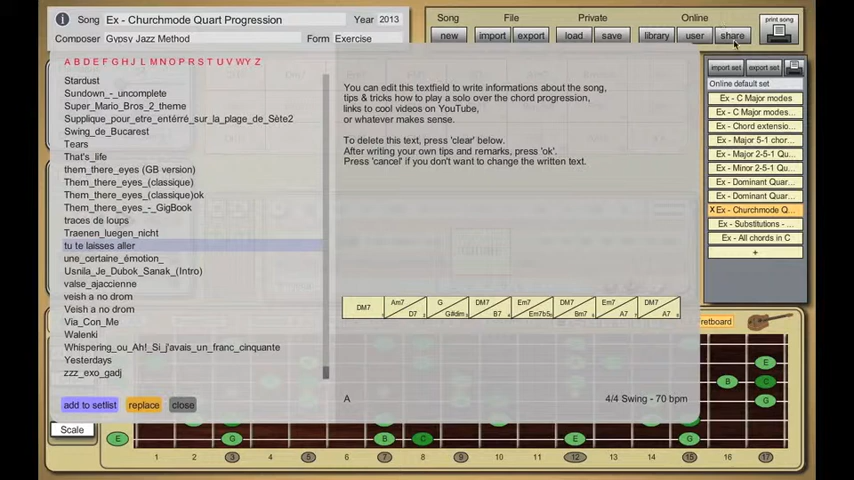 Song Ex - Churchmode Quart Progression Year 2013
Composer Gypsy Jazz Method Form Exercise
Song File Private Online
new import export load save library user share
print song
A B D E F G H J L M N O P R S T U V W Y Z
Stardust
Sundown_-_uncomplete
Super_Mario_Bros_2_theme
Supplique_pour_etre_entérré_sur_la_plage_de_Sète2
Swing_de_Bucarest
Tears
That's_life
them_there_eyes (GB version)
Them_there_eyes_(classique)
Them_there_eyes_(classique)ok
Them_there_eyes_-_GigBook
traces de loups
Traenen_luegen_nicht
tu te laisses aller
une_certaine_émotion_
Usnila_Je_Dubok_Sanak_(Intro)
valse_ajaccienne
veish a no drom
Veish a no drom
Via_Con_Me
Walenki
Whispering_ou_Ah!_Si_j'avais_un_franc_cinquante
Yesterdays
zzz_exo_gadj
add to setlist replace close
You can edit this textfield to write informations about the song,
tips & tricks how to play a solo over the chord progression,
links to cool videos on YouTube,
or whatever makes sense.
To delete this text, press 'clear' below.
After writing your own tips and remarks, press 'ok'.
Press 'cancel' if you don't want to change the written text.
DM7 Am7 D7 G G#dim DM7 B7 Em7 Em7b5 DM7 Bm7 Em7 A7 DM7 A7
A 4/4 Swing - 70 bpm
import set export set
Online default set
Ex - C Major modes
Ex - C Major modes...
Ex - Chord extensio...
Ex - Major 5-1 chor...
Ex - Major 2-5-1 Qu...
Ex - Minor 2-5-1 Qu...
Ex - Dominant Quar...
Ex - Dominant Quar...
X Ex - Churchmode Q...
Ex - Substitutions - ...
Ex - All chords in C
+
retboard
Scale
E
B C
G
E G B C E G
1 2 3 4 5 6 7 8 9 10 11 12 13 14 15 16 17